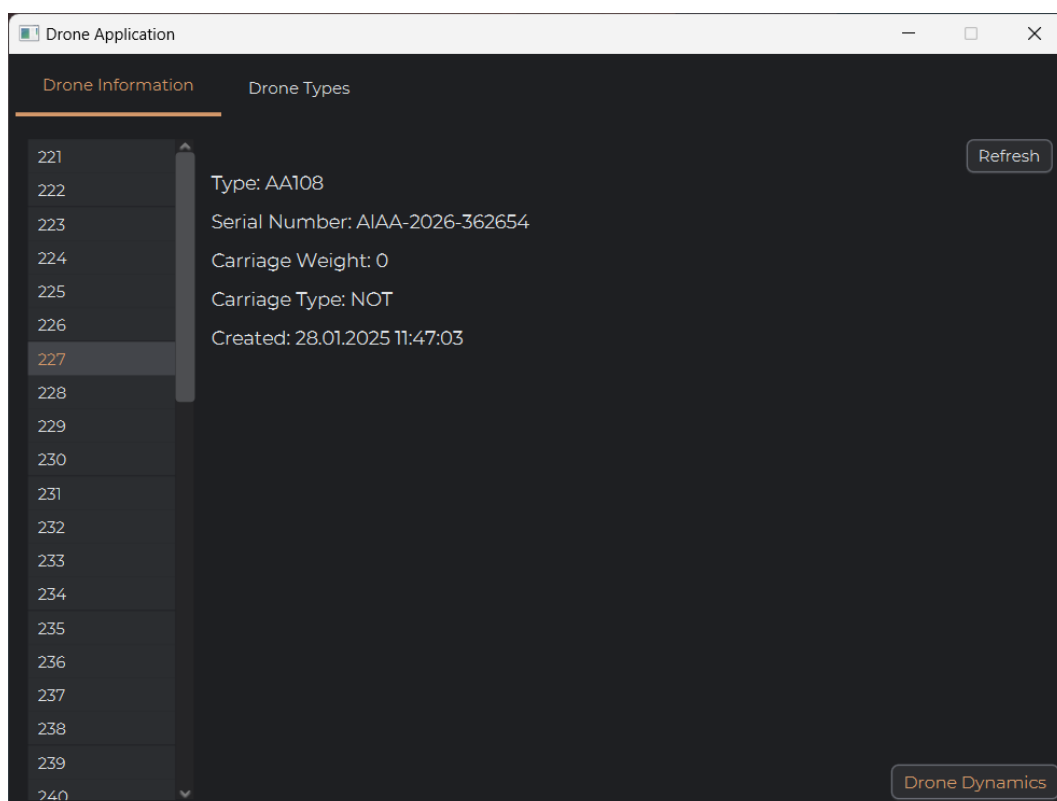 Drone Application
Drone Information
Drone Types
221
222
223
224
225
226
227
228
229
230
231
232
233
234
235
236
237
238
239
240
Refresh
Type: AA108
Serial Number: AIAA-2026-362654
Carriage Weight: 0
Carriage Type: NOT
Created: 28.01.2025 11:47:03
Drone Dynamics